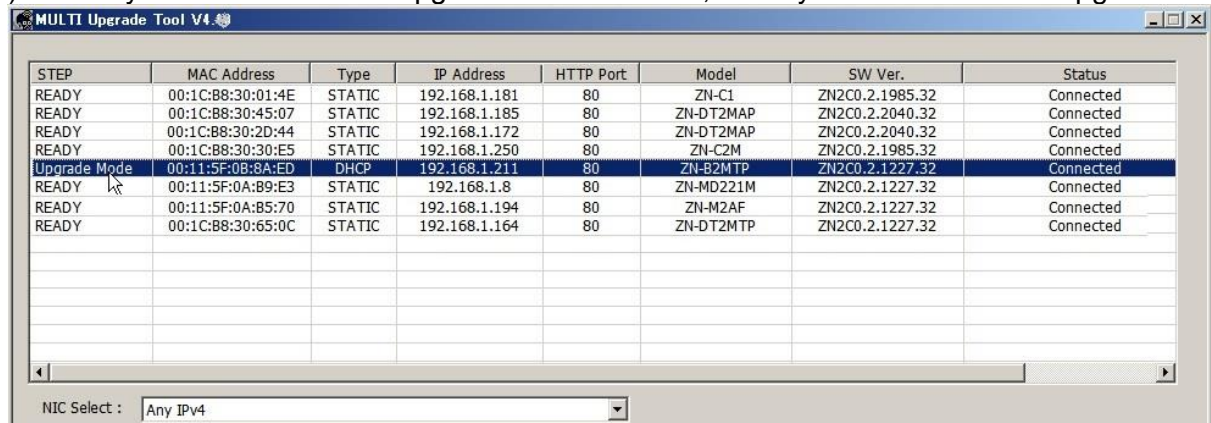 MULTI Upgrade Tool V4.
STEP MAC Address Type IP Address HTTP Port Model SW Ver. Status
READY 00:1C:B8:30:01:4E STATIC 192.168.1.181 80 ZN-C1 ZN2C0.2.1985.32 Connected
READY 00:1C:B8:30:45:07 STATIC 192.168.1.185 80 ZN-DT2MAP ZN2C0.2.2040.32 Connected
READY 00:1C:B8:30:2D:44 STATIC 192.168.1.172 80 ZN-DT2MAP ZN2C0.2.2040.32 Connected
READY 00:1C:B8:30:30:E5 STATIC 192.168.1.250 80 ZN-C2M ZN2C0.2.1985.32 Connected
Upgrade Mode 00:11:5F:0B:8A:ED DHCP 192.168.1.211 80 ZN-B2MTP ZN2C0.2.1227.32 Connected
READY 00:11:5F:0A:B9:E3 STATIC 192.168.1.8 80 ZN-MD221M ZN2C0.2.1227.32 Connected
READY 00:11:5F:0A:B5:70 STATIC 192.168.1.194 80 ZN-M2AF ZN2C0.2.1227.32 Connected
READY 00:1C:B8:30:65:0C STATIC 192.168.1.164 80 ZN-DT2MTP ZN2C0.2.1227.32 Connected
NIC Select : Any IPv4